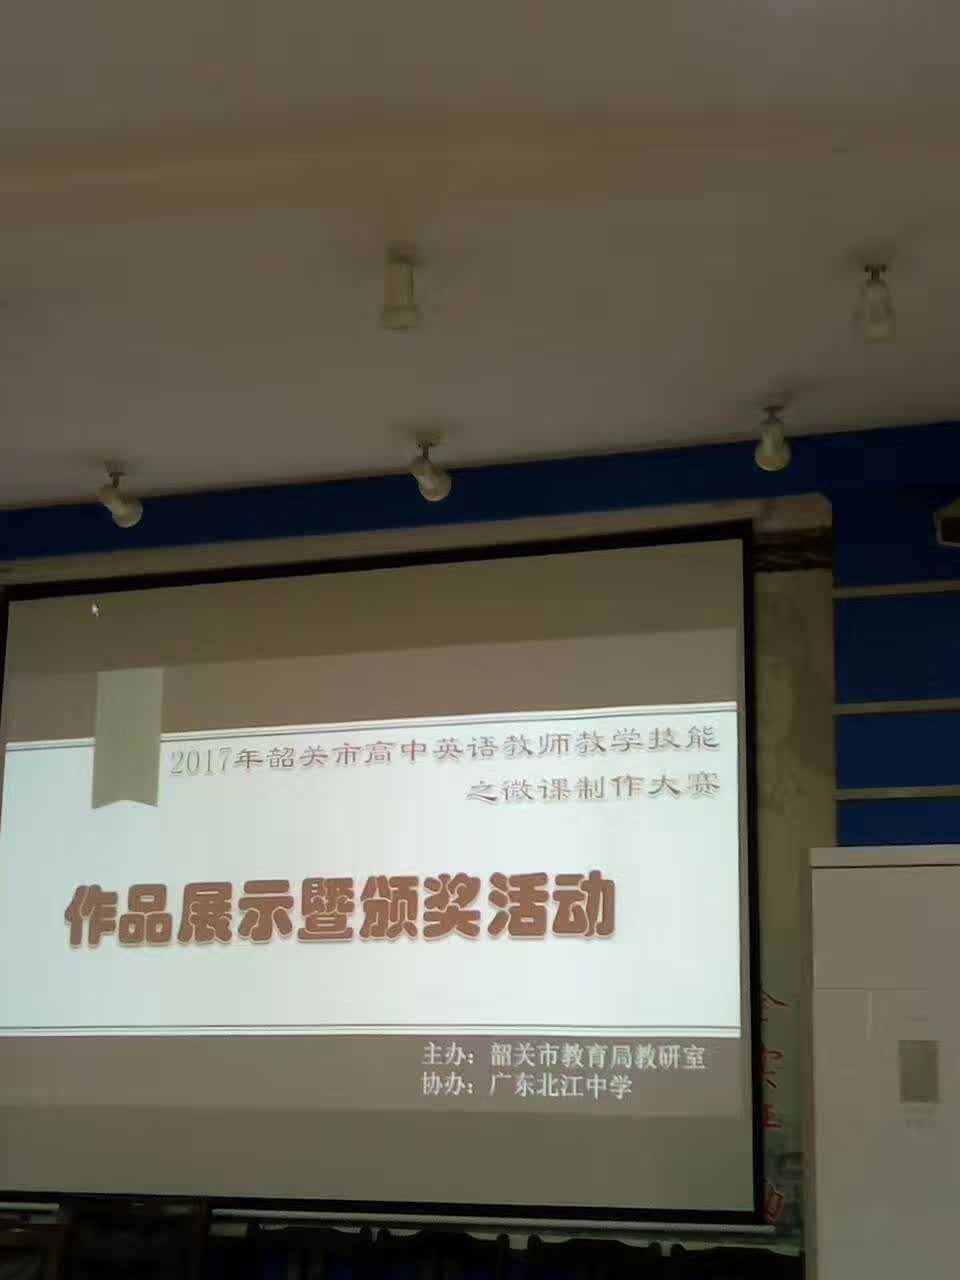 2017年韶关市高中英语教师教学技能
之微课制作大赛
作品展示暨颁奖活动
主办：韶关市教育局教研室
协办：广东北江中学